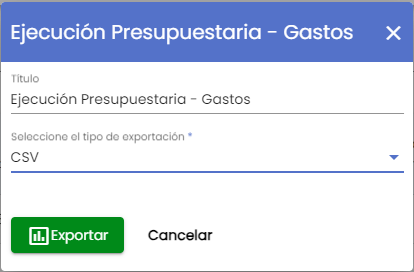 Ejecución Presupuestaria - Gastos
Título
Ejecución Presupuestaria - Gastos
Seleccione el tipo de exportación *
CSV
Exportar Cancelar